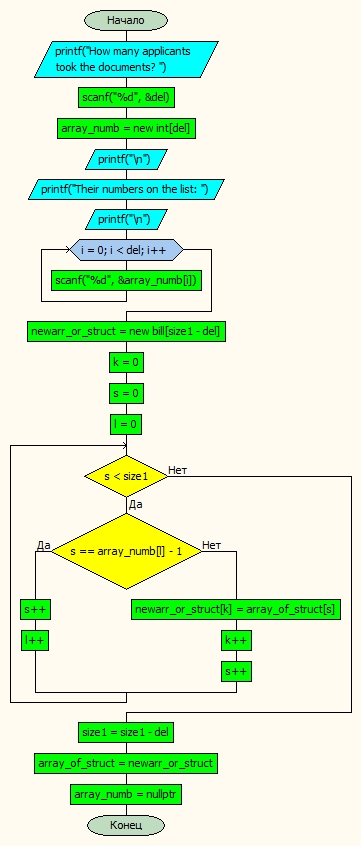 Начало
printf("How many applicants
took the documents? ")
scanf("%d", &del)
array_numb = new int[del]
printf("\n")
printf("Their numbers on the list: ")
printf("\n")
i = 0; i < del; i++
scanf("%d", &array_numb[i])
newarr_or_struct = new bill[size1 - del]
k = 0
s = 0
l = 0
s < size1
Нет
Да
Да
s == array_numb[l] - 1
Нет
s++
newarr_or_struct[k] = array_of_struct[s]
l++
k++
s++
size1 = size1 - del
array_of_struct = newarr_or_struct
array_numb = nullptr
Конец